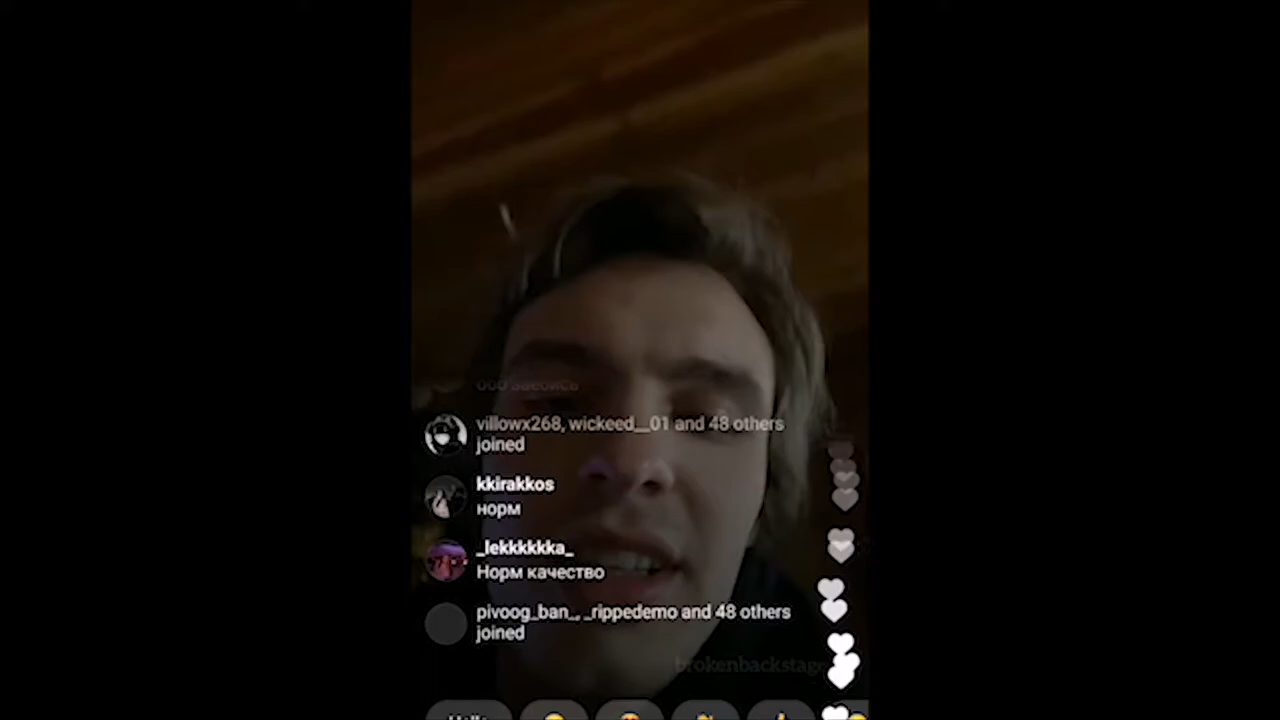 villowx268, wickeed__01 and 48 others
joined
kkirakkos
норм
_lekkkkkka_
Норм качество
pivoog_ban_, _rippedemo and 48 others
joined
brokenbackstage